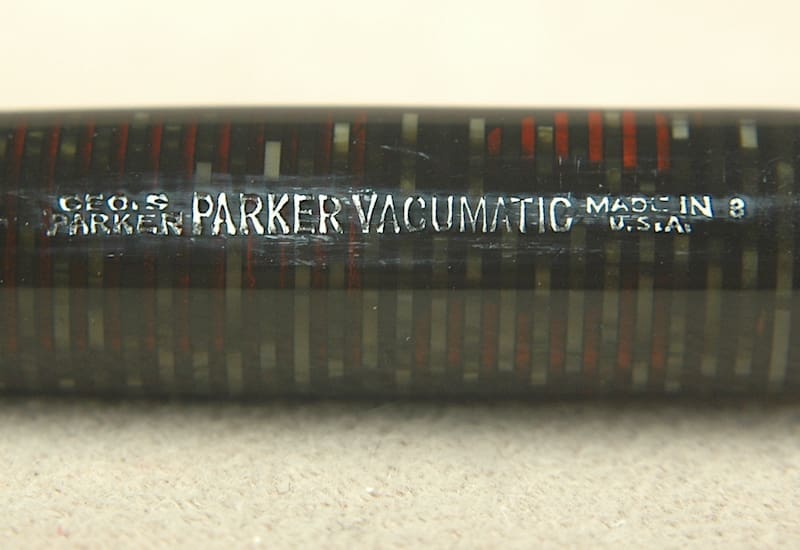 GEO.S
PARKER
PARKER VACUMATIC
MADE IN
U.S.A.
8